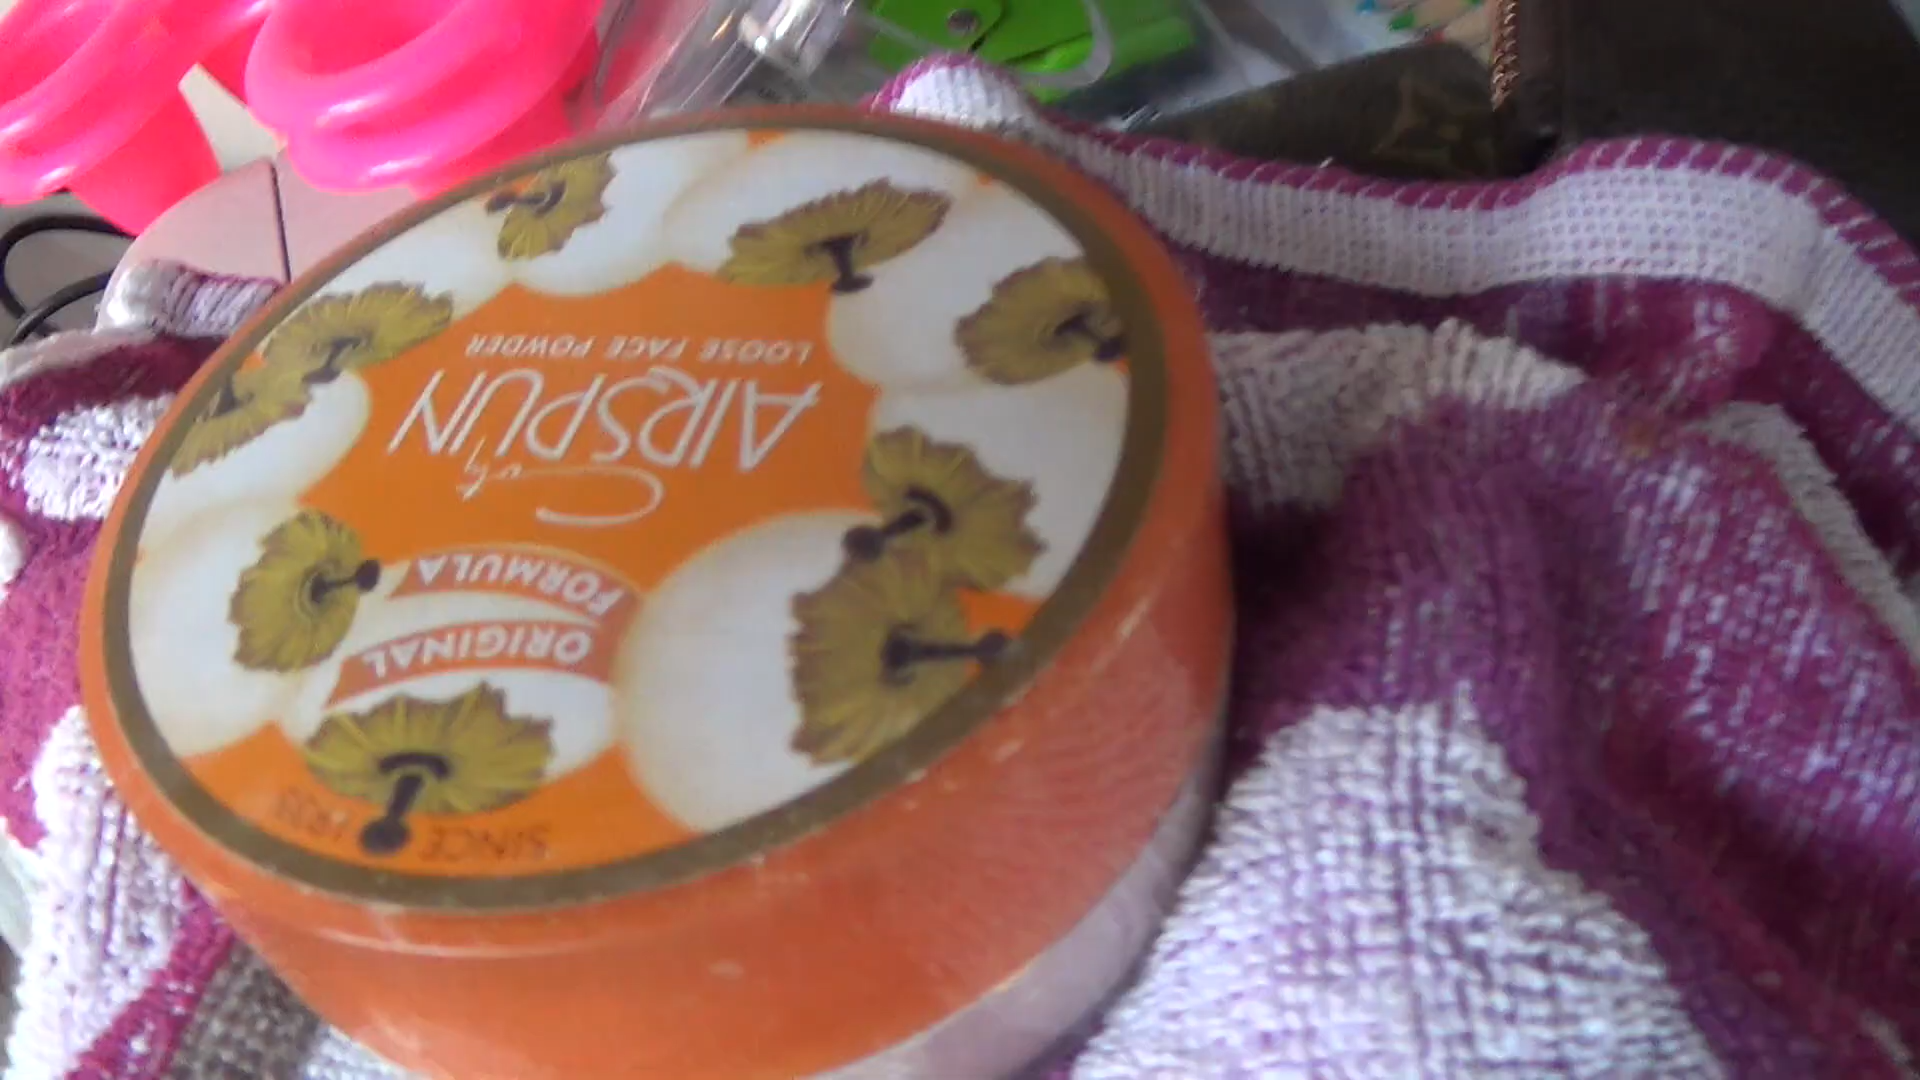 SINCE 1935
ORIGINAL
FORMULA
Coty
AIRSPUN
LOOSE FACE POWDER